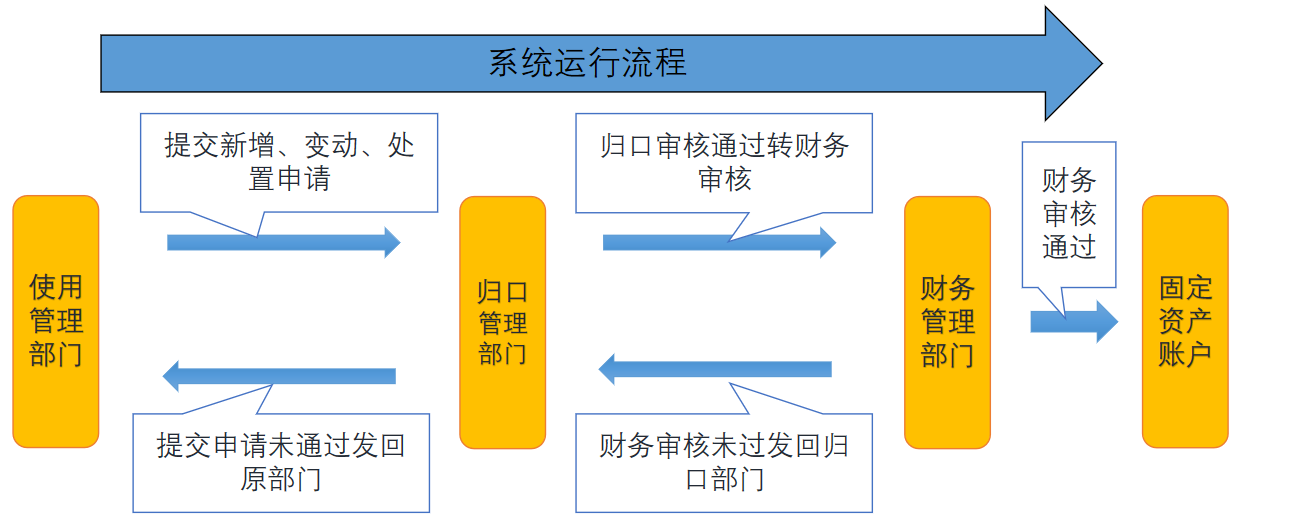 系统运行流程
提交新增、变动、处
置申请
归口审核通过转财务
审核
财务
审核
通过
使用
管理
部门
归口
管理
部门
财务
管理
部门
固定
资产
账户
提交申请未通过发回
原部门
财务审核未过发回归
口部门